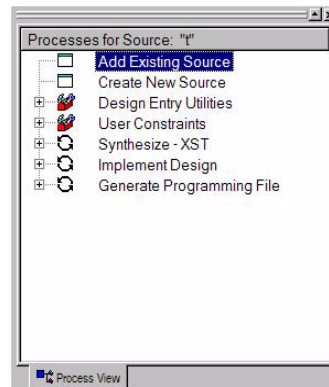 Processes for Source: "t"
Add Existing Source
Create New Source
Design Entry Utilities
User Constraints
Synthesize - XST
Implement Design
Generate Programming File
Process View